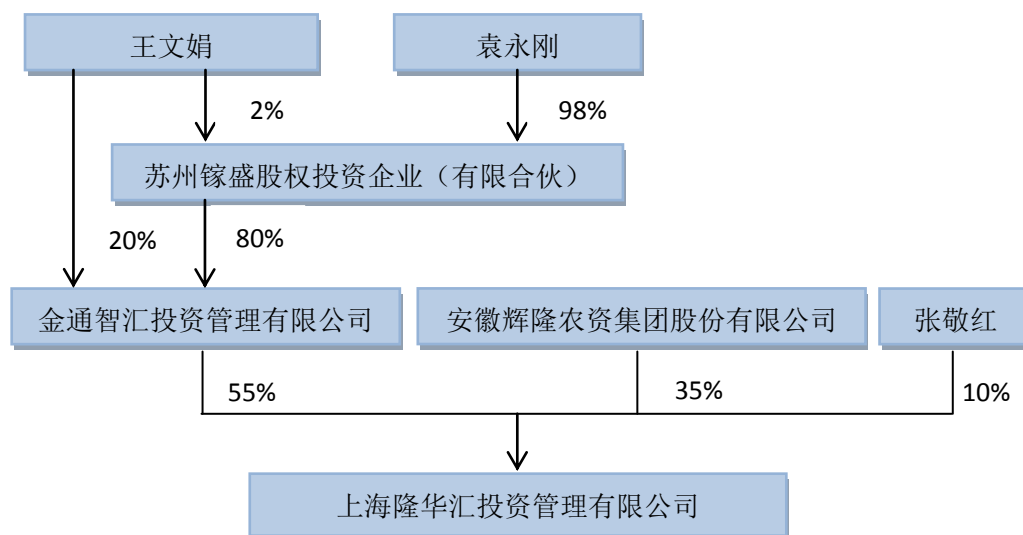 王文娟
袁永刚
2%
98%
苏州镓盛股权投资企业（有限合伙）
20%
80%
金通智汇投资管理有限公司
安徽辉隆农资集团股份有限公司
张敬红
55%
35%
10%
上海隆华汇投资管理有限公司